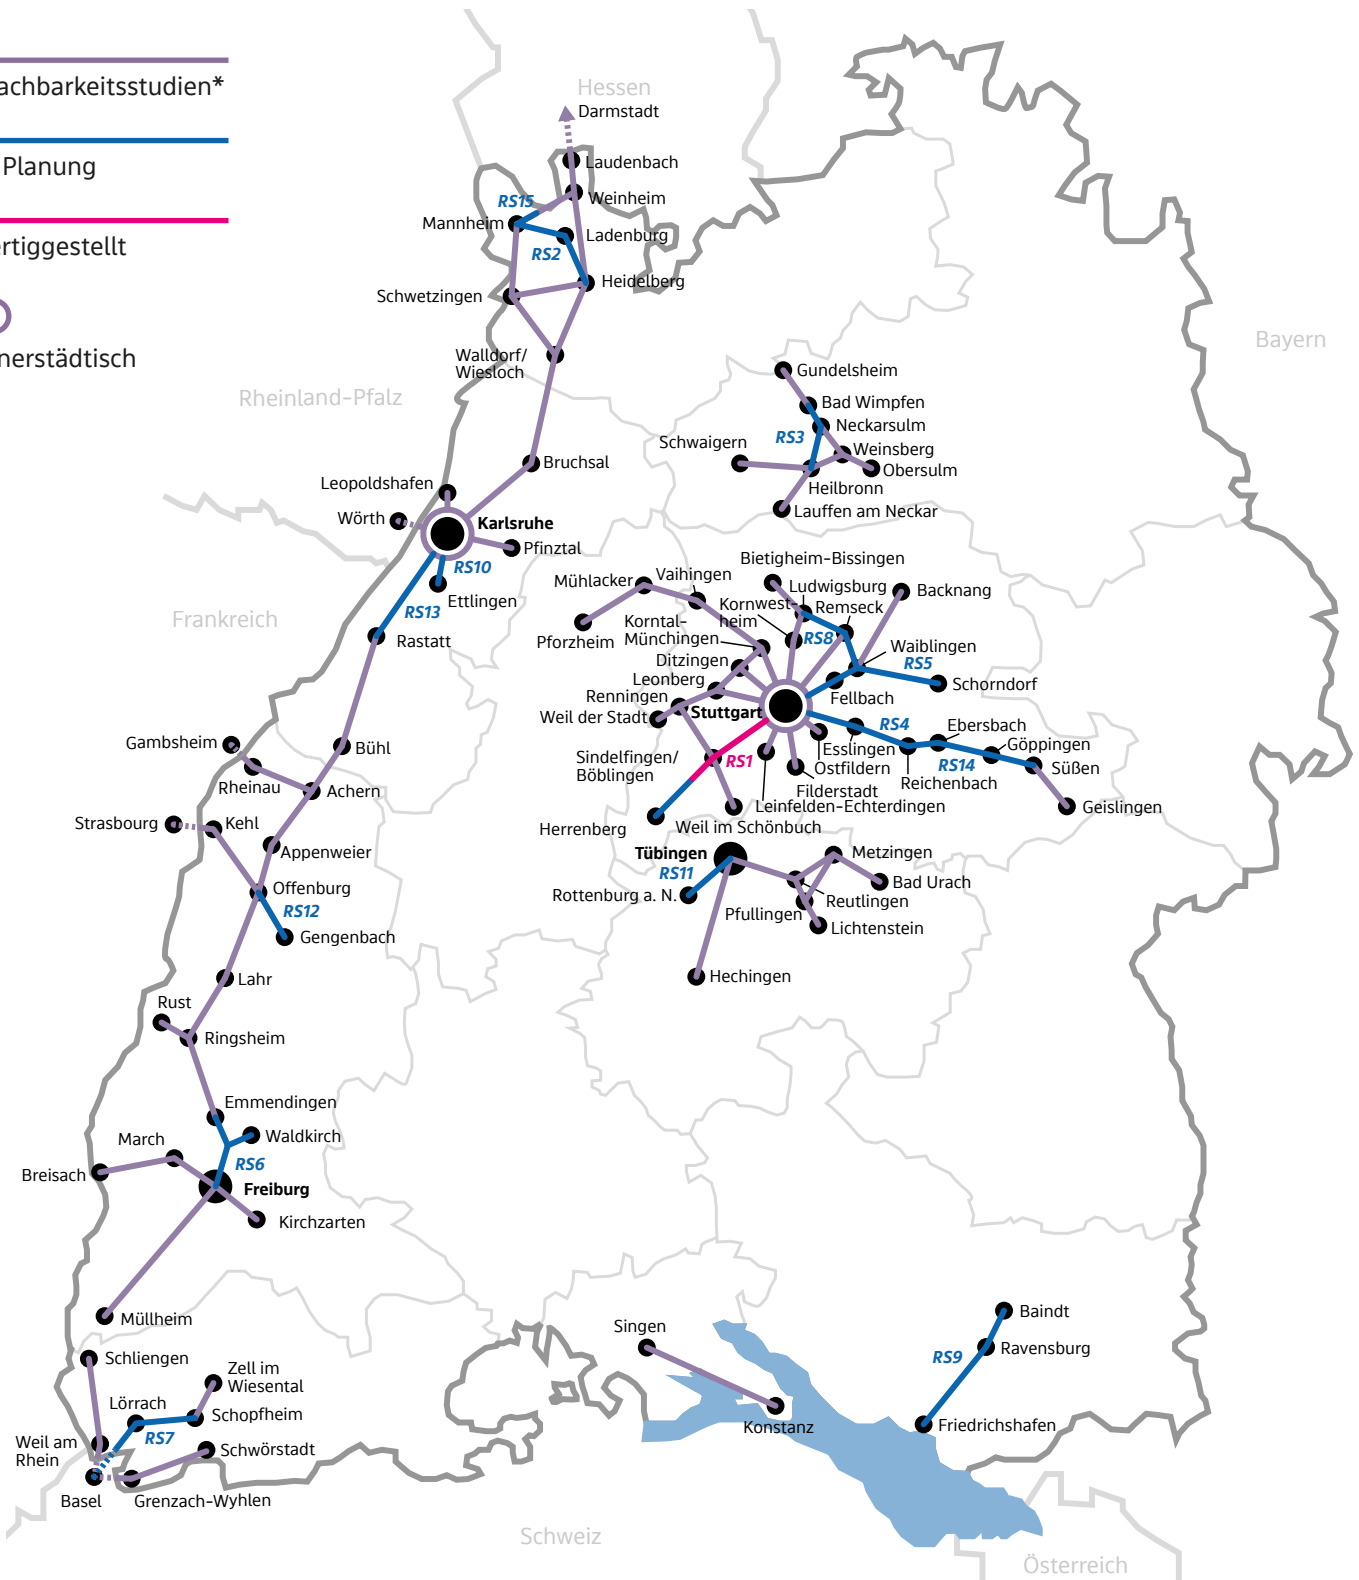 achbarkeitsstudien*
Planung
ertiggestellt
nerstädtisch
Hessen
Darmstadt
Laudenbach
Weinheim
RS15
Mannheim
Ladenburg
RS2
Heidelberg
Schwetzingen
Walldorf/
Wiesloch
Bayern
Rheinland-Pfalz
Gundelsheim
Bad Wimpfen
Neckarsulm
RS3
Schwaigern
Weinsberg
Obersulm
Heilbronn
Lauffen am Neckar
Bruchsal
Leopoldshafen
Wörth
Karlsruhe
Pfinztal
RS10
Ettlingen
RS13
Rastatt
Frankreich
Bietigheim-Bissingen
Mühlacker
Vaihingen
Ludwigsburg
Backnang
Kornwest-
heim
Remseck
Korntal-
Münchingen
Pforzheim
RS8
Waiblingen
RS5
Ditzingen
Leonberg
Schorndorf
Renningen
Fellbach
Weil der Stadt
Stuttgart
RS4
Ebersbach
Göppingen
Esslingen
Süßen
Sindelfingen/
Böblingen
RS1
Ostfildern
RS14
Reichenbach
Filderstadt
Leinfelden-Echterdingen
Geislingen
Herrenberg
Weil im Schönbuch
Tübingen
Metzingen
RS11
Bad Urach
Rottenburg a. N.
Reutlingen
Pfullingen
Lichtenstein
Hechingen
Gambsheim
Bühl
Rheinau
Achern
Strasbourg
Kehl
Appenweier
Offenburg
RS12
Gengenbach
Lahr
Rust
Ringsheim
Emmendingen
Waldkirch
March
RS6
Breisach
Freiburg
Kirchzarten
Müllheim
Schliengen
Zell im
Wiesental
Lörrach
Schopfheim
RS7
Weil am
Rhein
Schwörstadt
Basel
Grenzach-Wyhlen
Singen
Konstanz
Baindt
Ravensburg
RS9
Friedrichshafen
Schweiz
Österreich